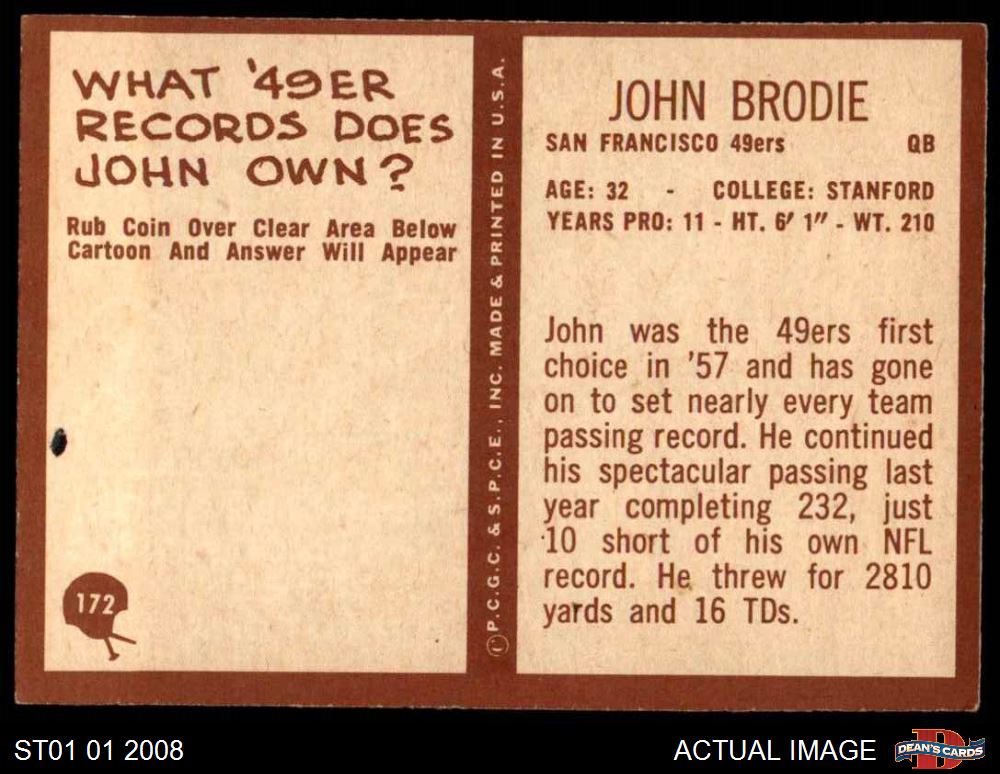 WHAT '49ER
RECORDS DOES
JOHN OWN?
Rub Coin Over Clear Area Below
Cartoon And Answer Will Appear
172
©P.C.G.C. & S.P.C.E., INC. MADE & PRINTED IN U.S.A.
JOHN BRODIE
SAN FRANCISCO 49ers QB
AGE: 32 - COLLEGE: STANFORD
YEARS PRO: 11 - HT. 6' 1" - WT. 210
John was the 49ers first
choice in '57 and has gone
on to set nearly every team
passing record. He continued
his spectacular passing last
year completing 232, just
10 short of his own NFL
record. He threw for 2810
yards and 16 TDs.
ST01 01 2008
ACTUAL IMAGE
D
DEAN'S CARDS